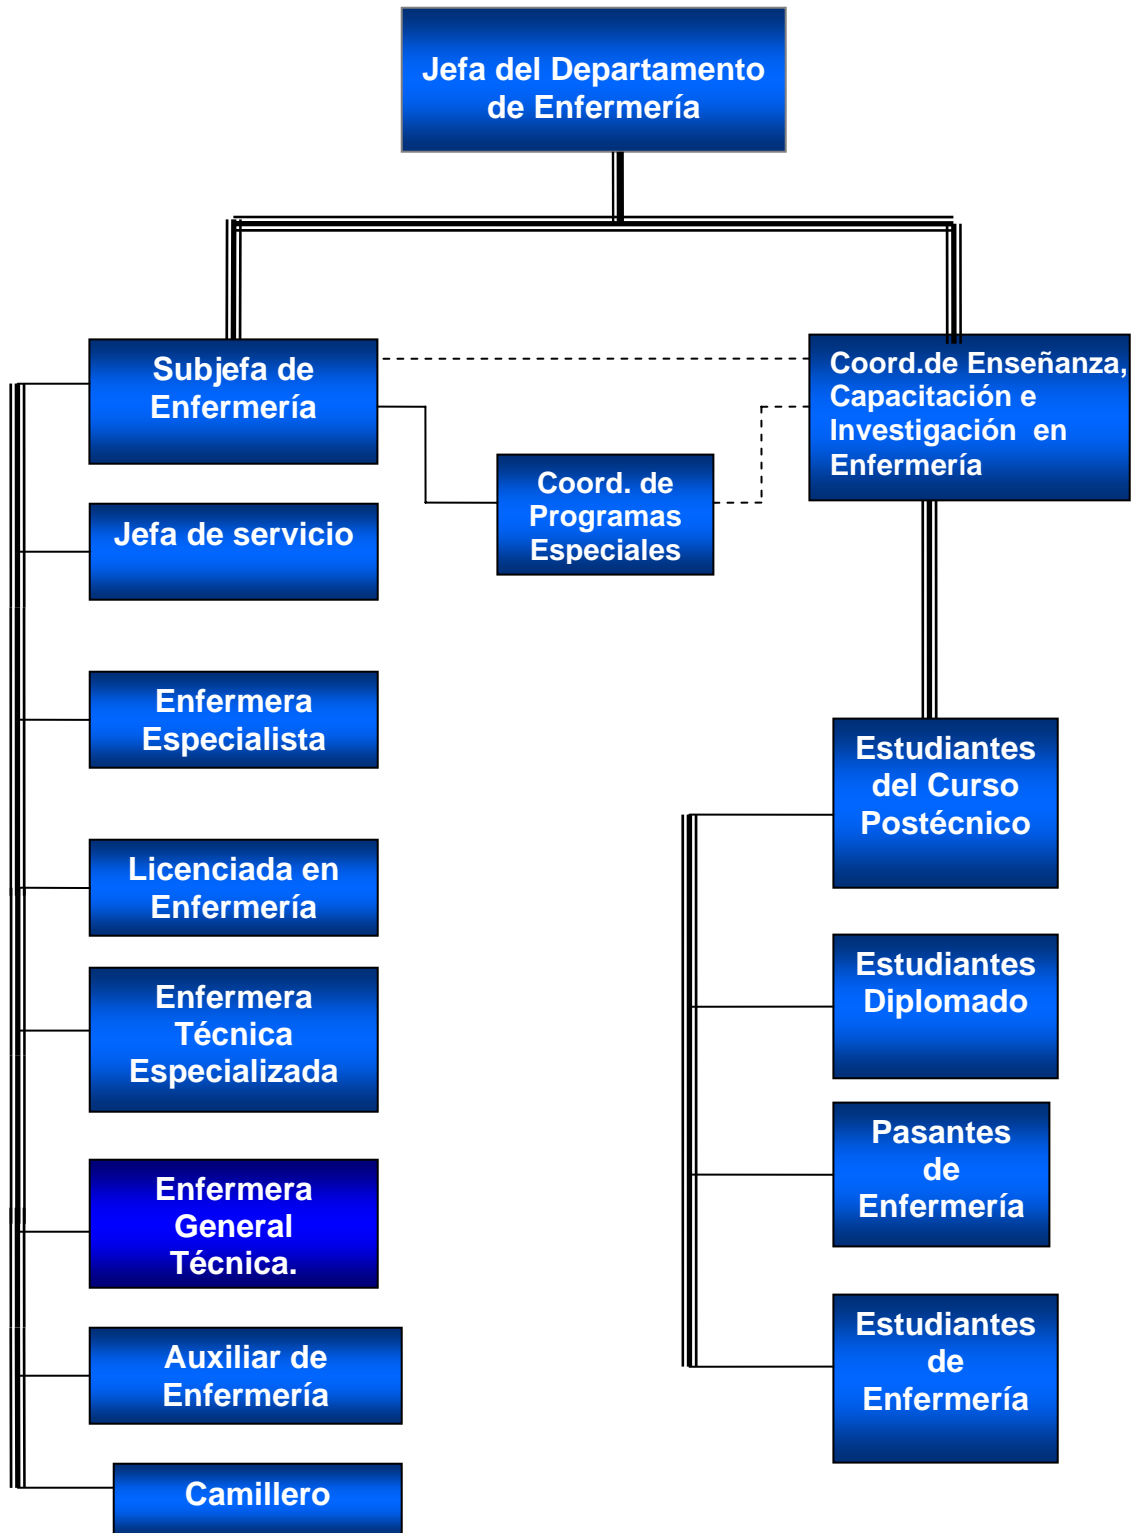 Jefa del Departamento
de Enfermería
Subjefa de
Enfermería
Coord.de Enseñanza,
Capacitación e
Investigación  en
Enfermería
Coord. de
Programas
Especiales
Jefa de servicio
Enfermera
Especialista
Licenciada en
Enfermería
Enfermera
Técnica
Especializada
Enfermera
General
Técnica.
Auxiliar de
Enfermería
Camillero
Estudiantes
del Curso
Postécnico
Estudiantes
Diplomado
Pasantes
de
Enfermería
Estudiantes
de
Enfermería